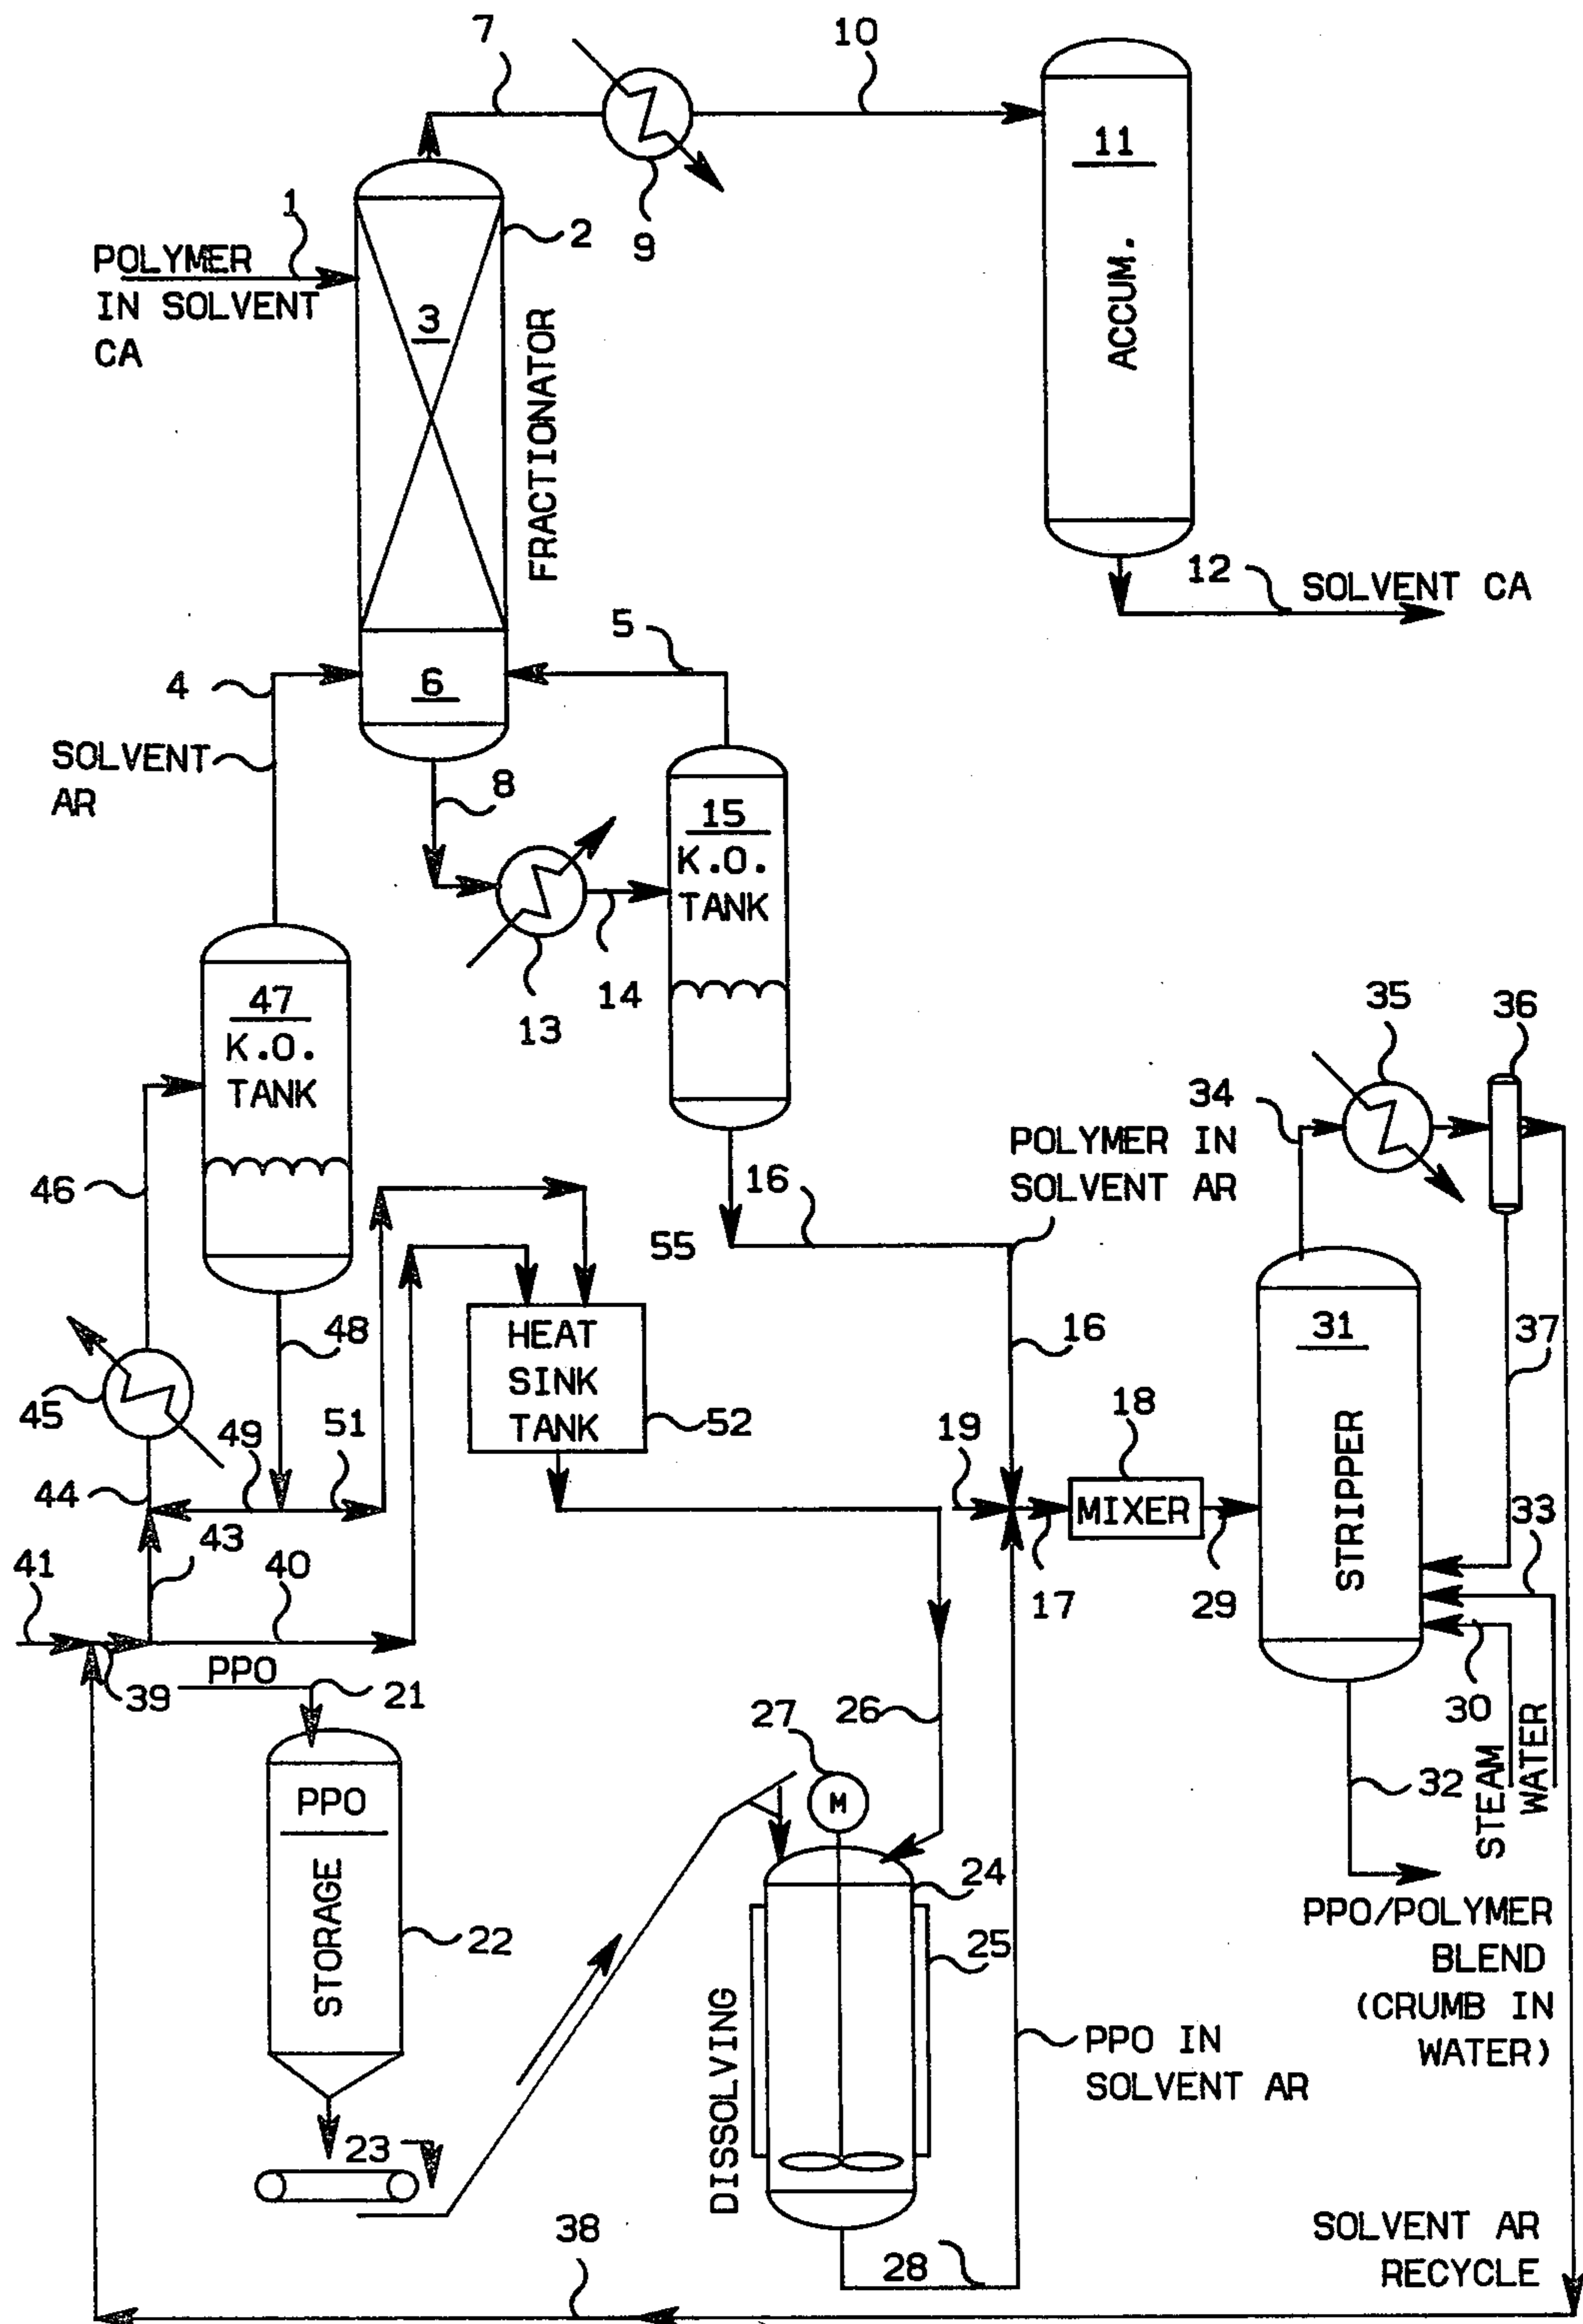 7
10
1
POLYMER
IN SOLVENT
CA
2
3
9
11
ACCUM.
FRACTIONATOR
12
SOLVENT CA
5
4
6
SOLVENT
AR
8
15
K.O.
TANK
14
13
47
K.O.
TANK
46
35
36
34
POLYMER IN
SOLVENT AR
16
55
48
HEAT
SINK
TANK
52
16
31
STRIPPER
37
45
49
51
44
43
19
18
MIXER
17
29
33
41
40
39
PPO
21
30
STEAM
WATER
26
27
M
32
PPO
STORAGE
22
24
25
DISSOLVING
PPO/POLYMER
BLEND
(CRUMB IN
WATER)
PPO IN
SOLVENT AR
23
28
38
SOLVENT AR
RECYCLE